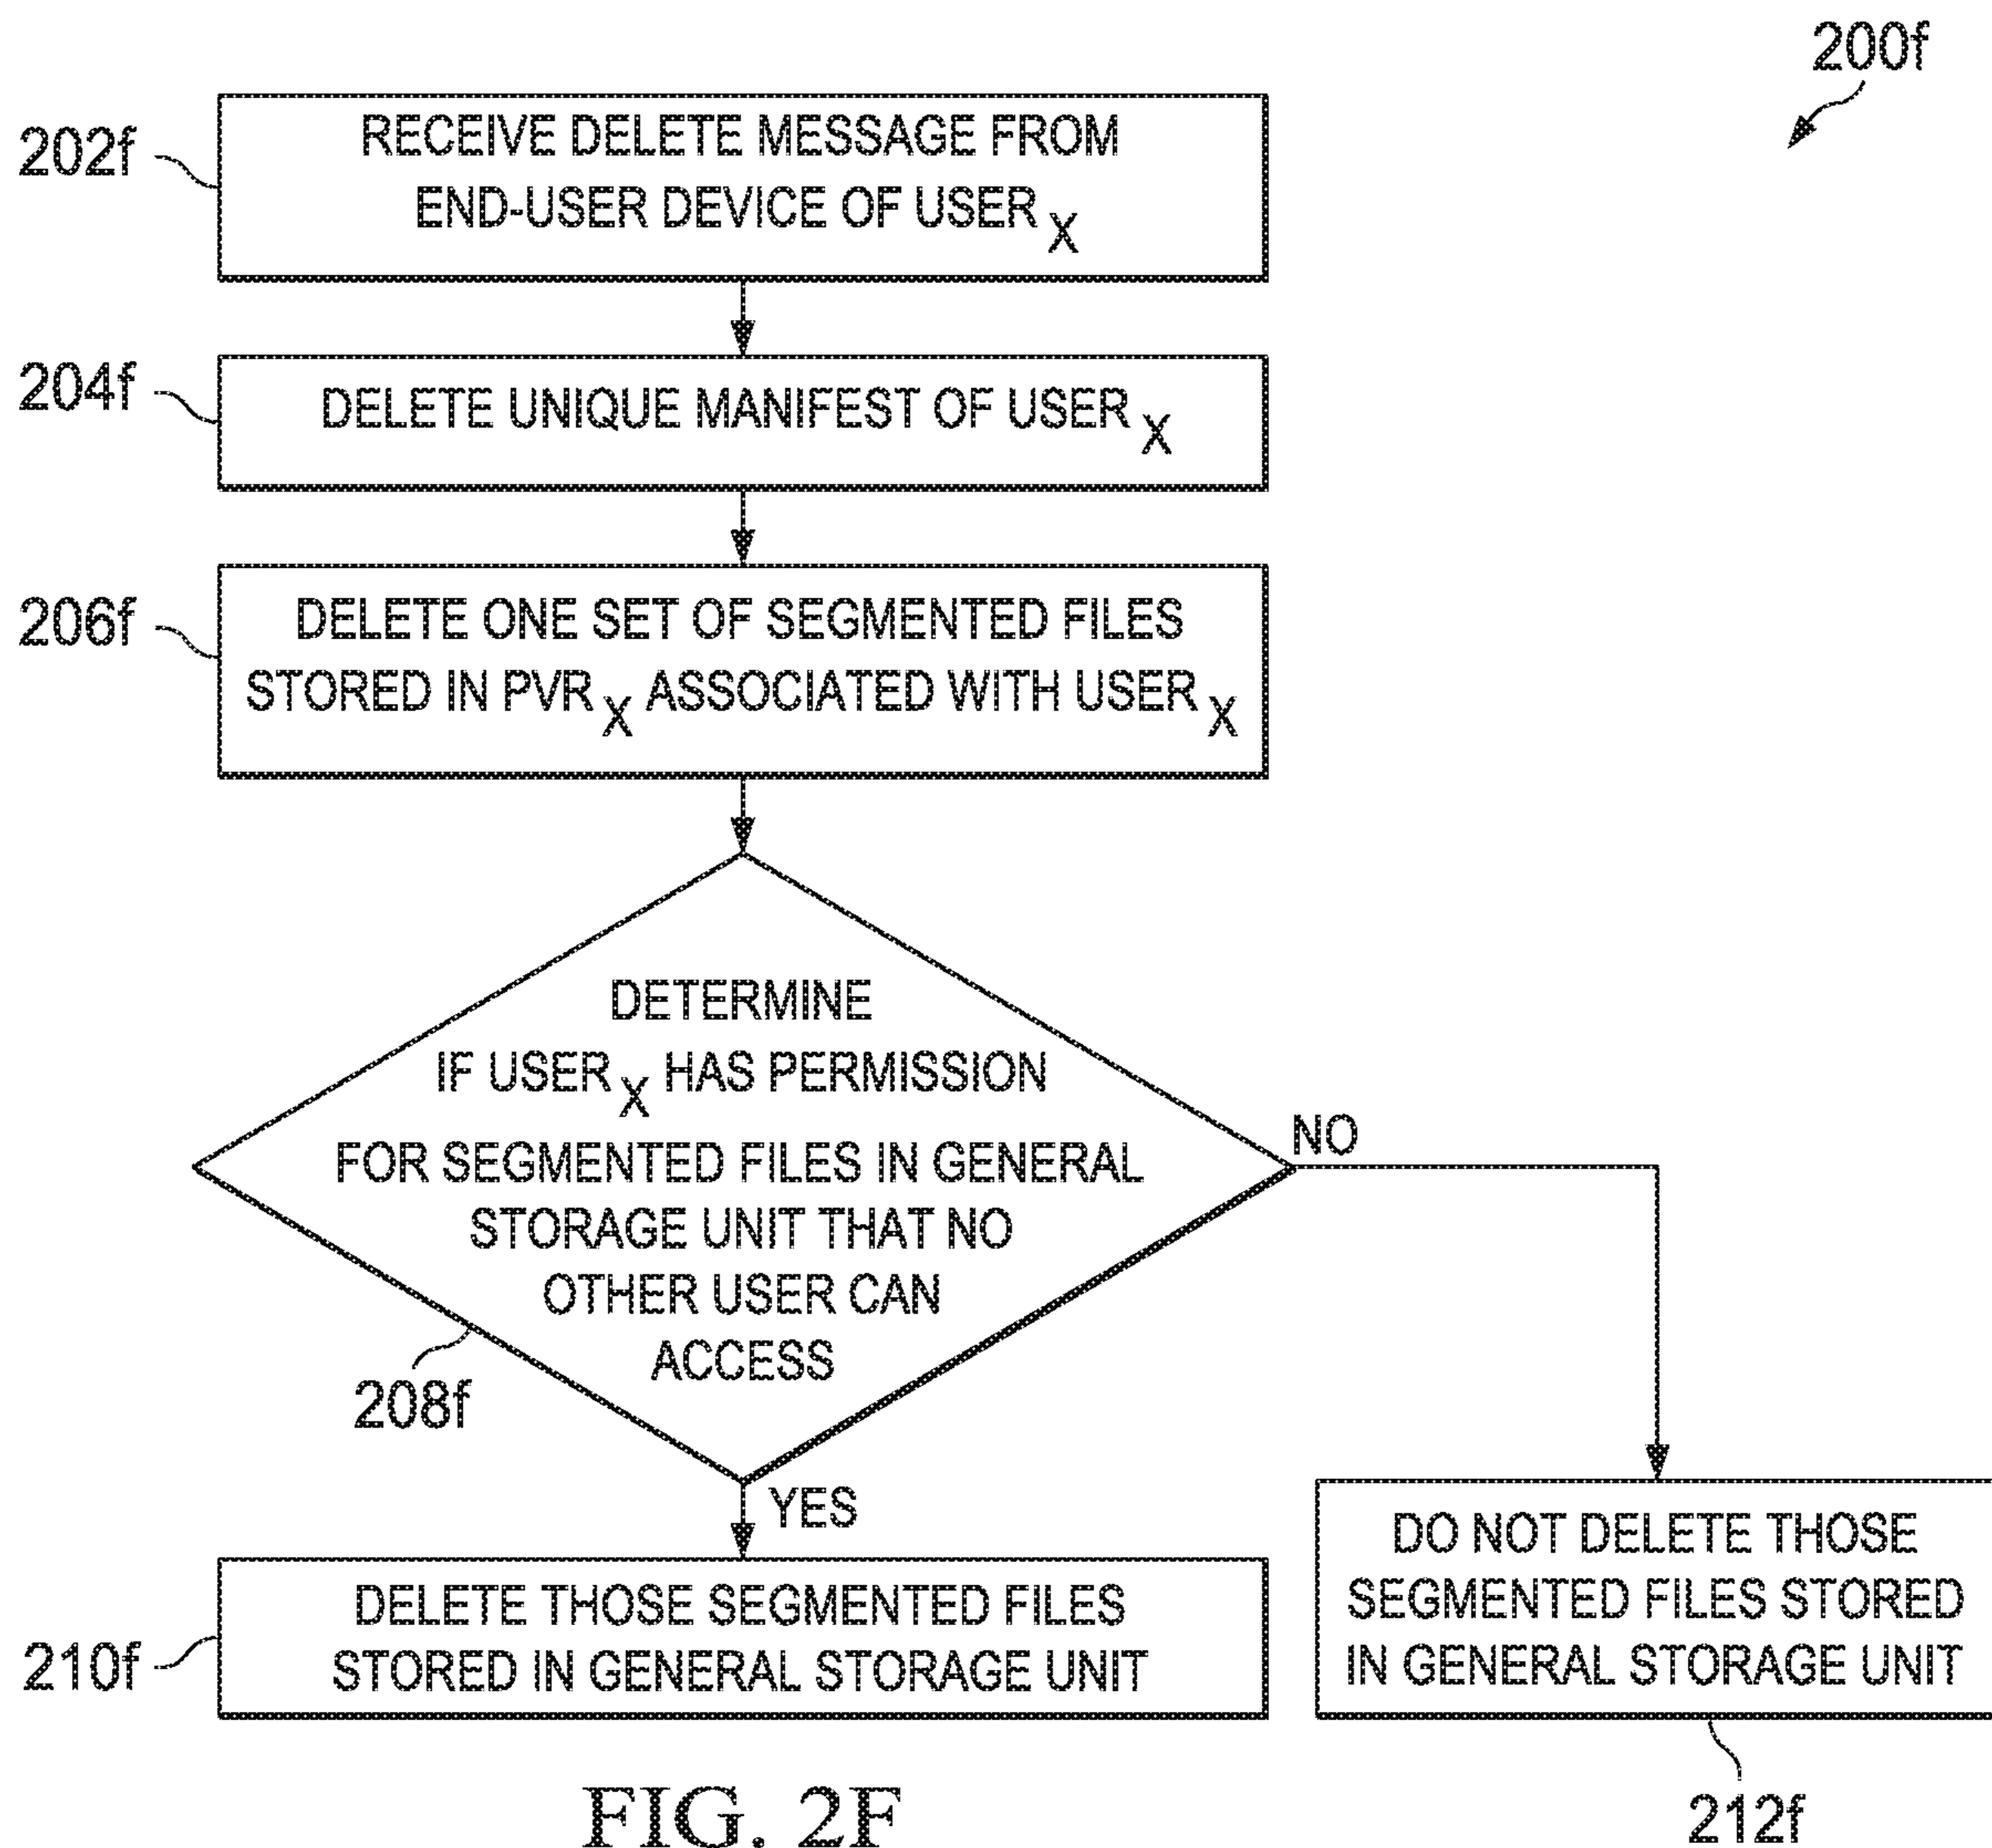 200f
202f
RECEIVE DELETE MESSAGE FROM
END-USER DEVICE OF USER X
204f
DELETE UNIQUE MANIFEST OF USER X
206f
DELETE ONE SET OF SEGMENTED FILES
STORED IN PVR X ASSOCIATED WITH USER X
DETERMINE
IF USER X HAS PERMISSION
FOR SEGMENTED FILES IN GENERAL
STORAGE UNIT THAT NO
OTHER USER CAN
ACCESS
208f
NO
YES
210f
DELETE THOSE SEGMENTED FILES
STORED IN GENERAL STORAGE UNIT
DO NOT DELETE THOSE
SEGMENTED FILES STORED
IN GENERAL STORAGE UNIT
212f
FIG. 2F